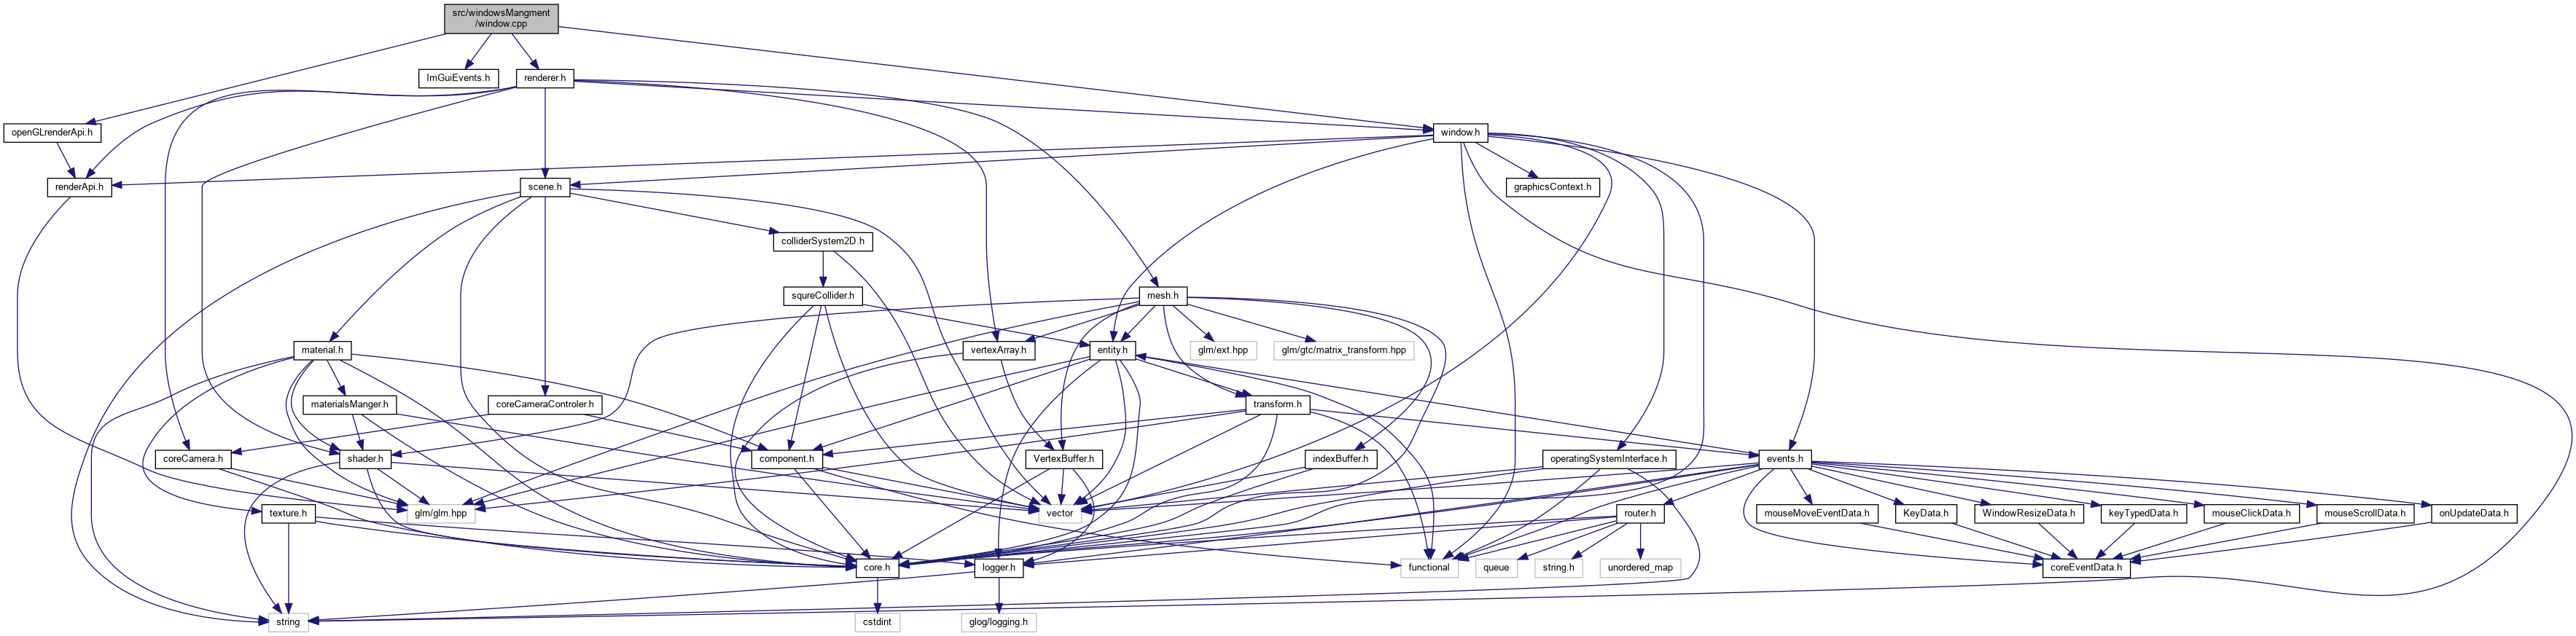 src/windowsMangment
/window.cpp
ImGuiEvents.h
renderer.h
openGLrenderApi.h
window.h
renderApi.h
scene.h
graphicsContext.h
colliderSystem2D.h
squreCollider.h
mesh.h
material.h
vertexArray.h
entity.h
glm/ext.hpp
glm/gtc/matrix_transform.hpp
materialsManger.h
coreCameraControler.h
transform.h
coreCamera.h
shader.h
component.h
VertexBuffer.h
indexBuffer.h
operatingSystemInterface.h
events.h
texture.h
glm/glm.hpp
vector
router.h
mouseMoveEventData.h
KeyData.h
WindowResizeData.h
keyTypedData.h
mouseClickData.h
mouseScrollData.h
onUpdateData.h
core.h
logger.h
functional
queue
string.h
unordered_map
coreEventData.h
string
cstdint
glog/logging.h